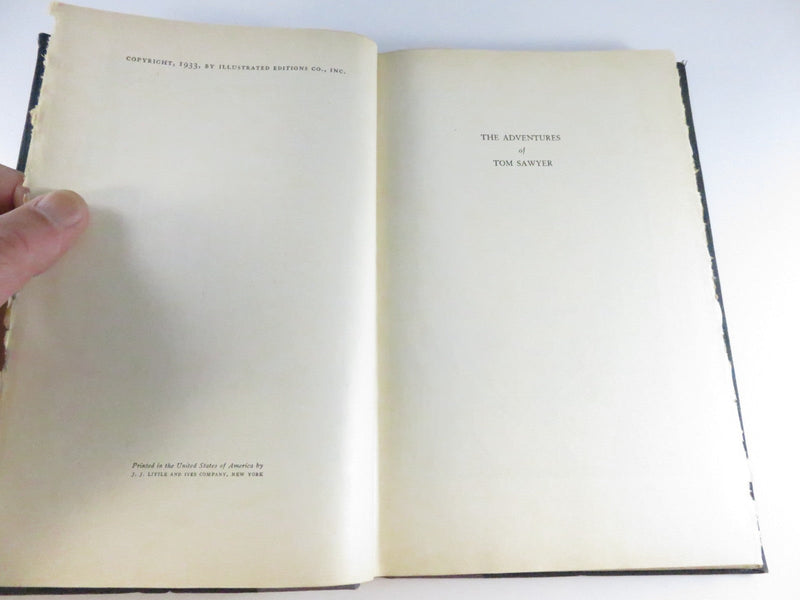 COPYRIGHT, 1933, BY ILLUSTRATED EDITIONS CO., INC.
Printed in the United States of America by
J. J. LITTLE AND IVES COMPANY, NEW YORK
THE ADVENTURES
of
TOM SAWYER